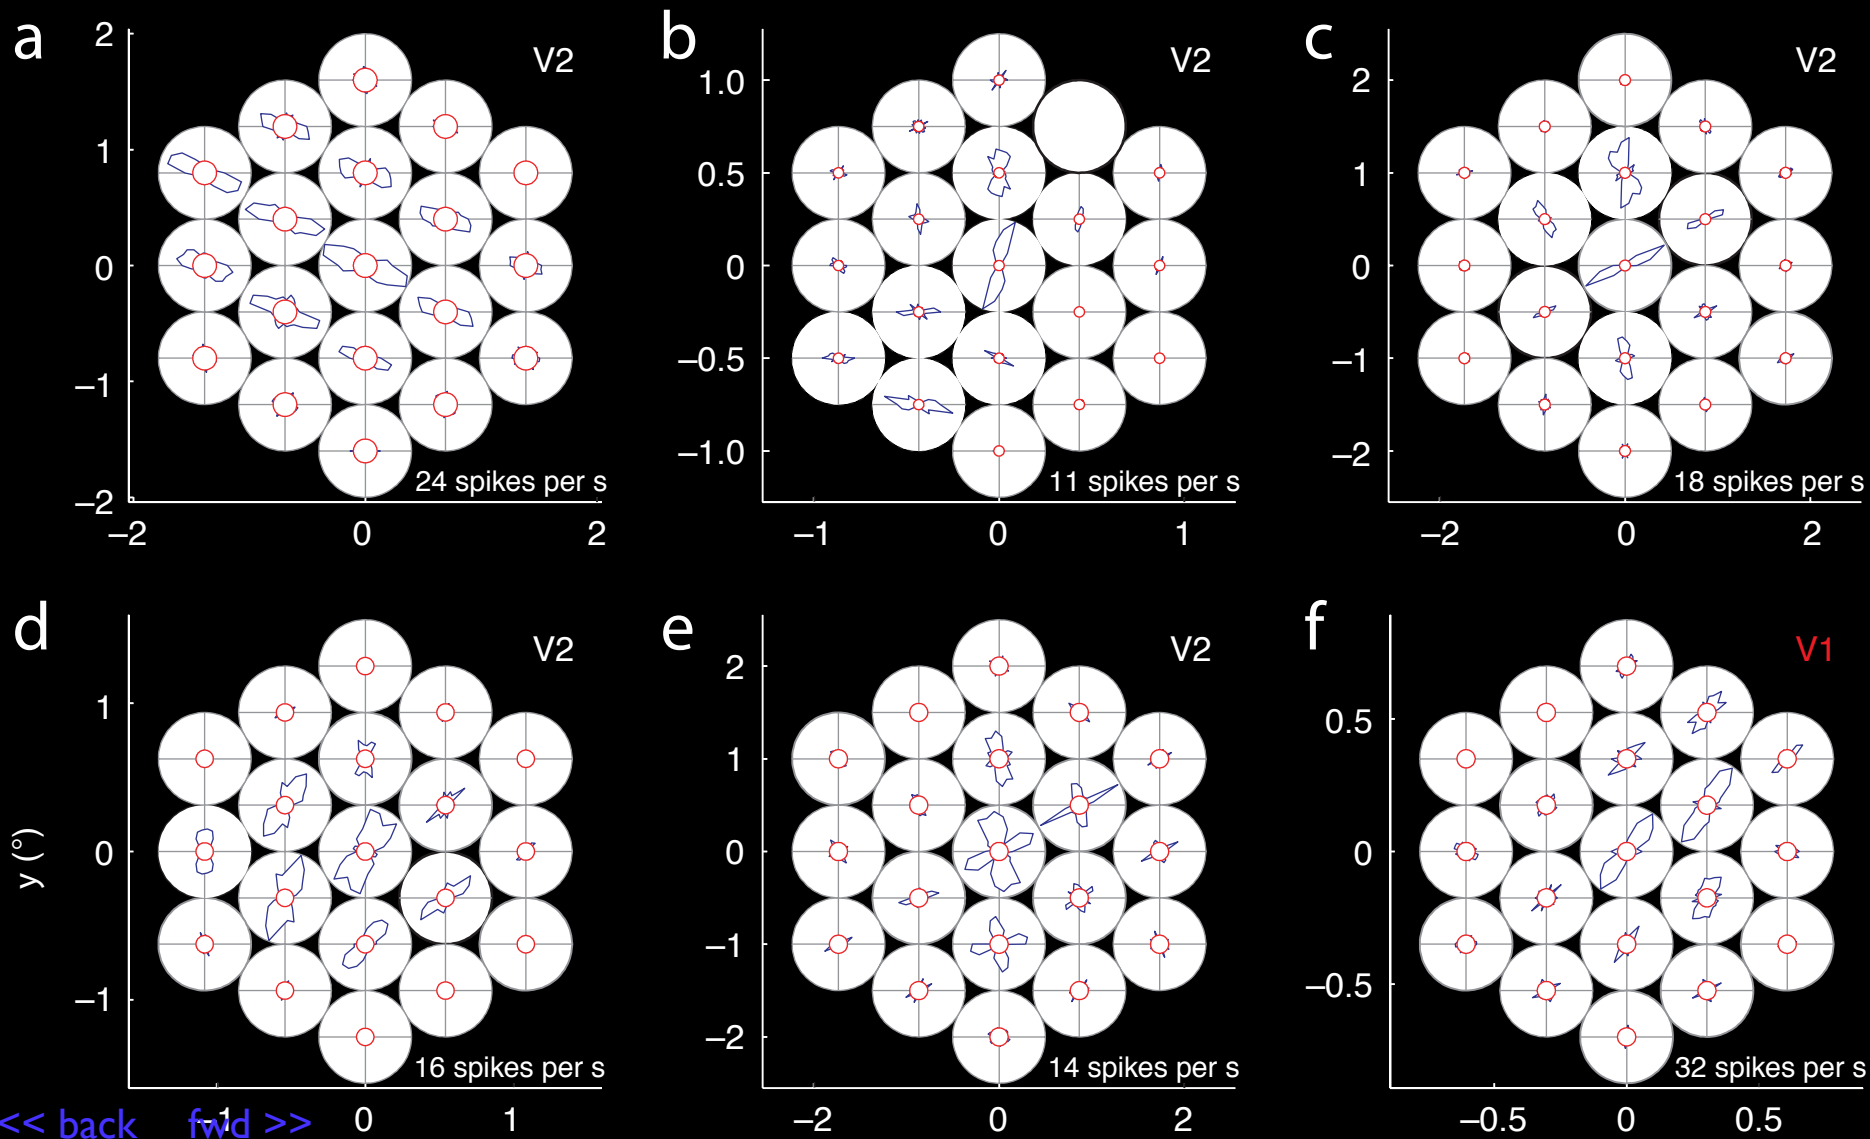 a
V2
2
1
0
−1
−2
24 spikes per s
−2
0
2
b
V2
1.0
0.5
0
−0.5
−1.0
11 spikes per s
−1
0
1
c
V2
2
1
0
−1
−2
18 spikes per s
−2
0
2
d
V2
y (°)
1
0
−1
16 spikes per s
−1
0
1
e
V2
2
1
0
−1
−2
14 spikes per s
−2
0
2
f
V1
0.5
0
−0.5
32 spikes per s
−0.5
0
0.5
<< back fwd >>